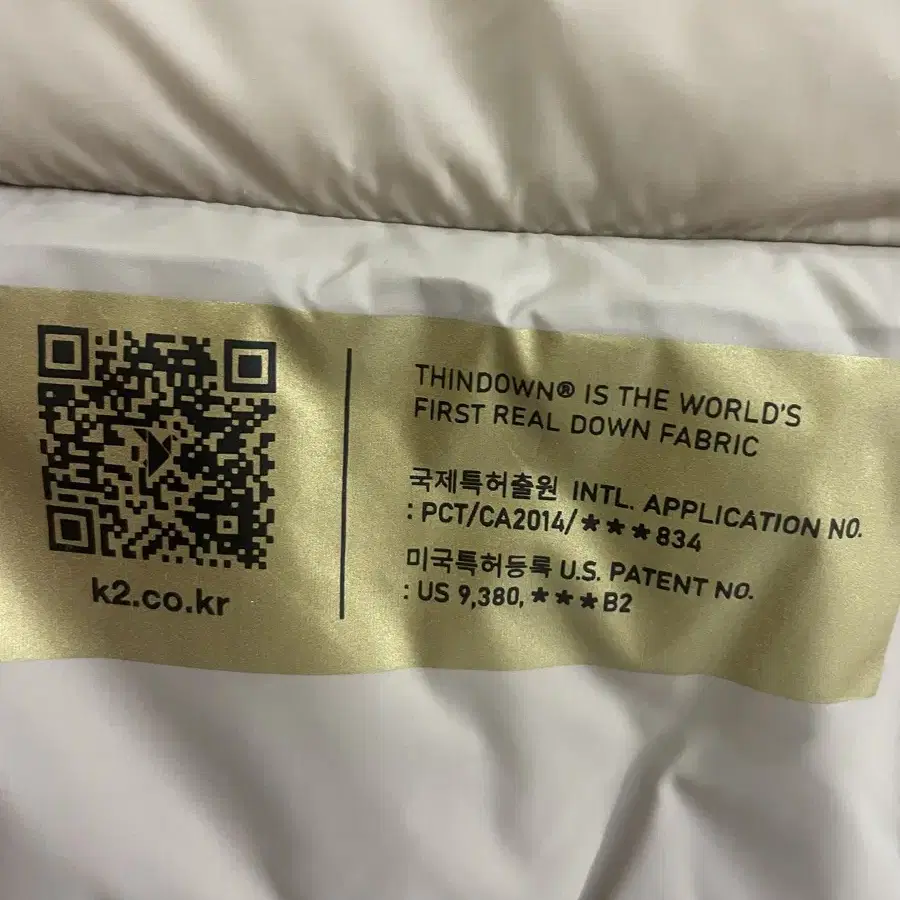 THINDOWN® IS THE WORLD'S
FIRST REAL DOWN FABRIC
국제특허출원 INTL. APPLICATION NO.
: PCT/CA2014/★★★834
미국특허등록 U.S. PATENT NO.
: US 9,380,★★★B2
k2.co.kr